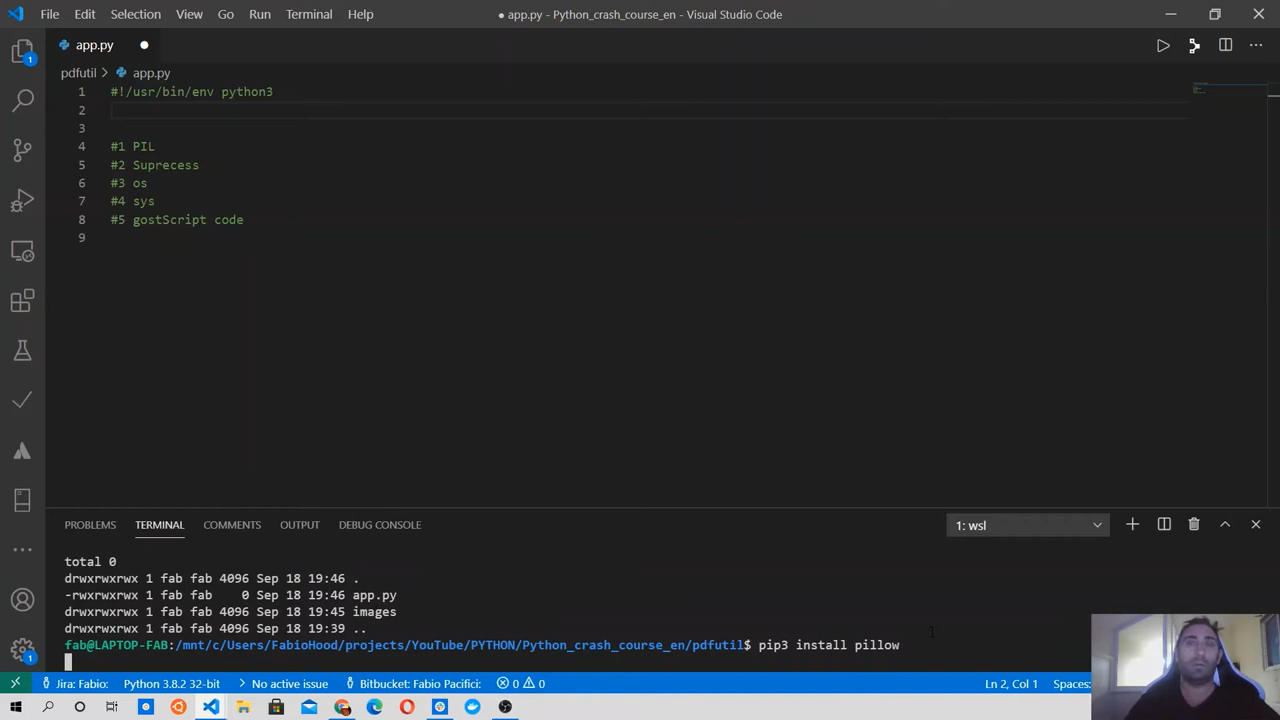 File Edit Selection View Go Run Terminal Help
● app.py - Python_crash_course_en - Visual Studio Code
app.py
pdfutil > app.py
1 #!/usr/bin/env python3
2
3
4 #1 PIL
5 #2 Suprecess
6 #3 os
7 #4 sys
8 #5 gostScript code
9
PROBLEMS TERMINAL COMMENTS OUTPUT DEBUG CONSOLE
1: wsl
total 0
drwxrwxrwx 1 fab fab 4096 Sep 18 19:46 .
-rwxrwxrwx 1 fab fab 0 Sep 18 19:46 app.py
drwxrwxrwx 1 fab fab 4096 Sep 18 19:45 images
drwxrwxrwx 1 fab fab 4096 Sep 18 19:39 ..
fab@LAPTOP-FAB:/mnt/c/Users/FabioHood/projects/YouTube/PYTHON/Python_crash_course_en/pdfutil$ pip3 install pillow
1
1
Jira: Fabio: Python 3.8.2 32-bit No active issue Bitbucket: Fabio Pacifici: 0 0 Ln 2, Col 1 Spaces: